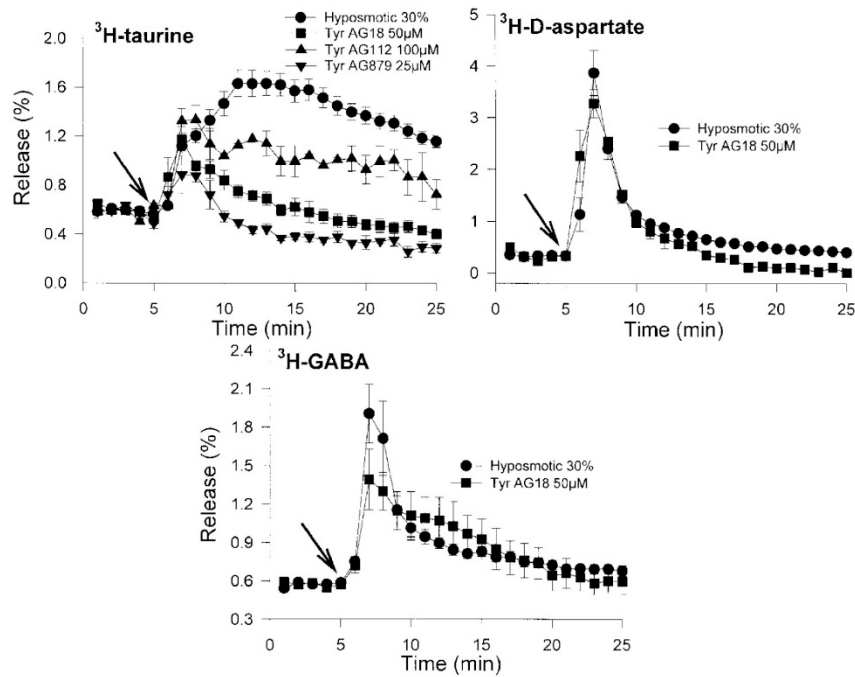 ³H-taurine
Hyposmotic 30%
Tyr AG18 50µM
Tyr AG112 100µM
Tyr AG879 25µM
2.0
1.6
1.2
0.8
0.4
0.0
Release (%)
0 5 10 15 20 25
Time (min)
³H-D-aspartate
Hyposmotic 30%
Tyr AG18 50µM
5
4
3
2
1
0
Release (%)
0 5 10 15 20 25
Time (min)
³H-GABA
Hyposmotic 30%
Tyr AG18 50µM
2.4
2.1
1.8
1.5
1.2
0.9
0.6
0.3
Release (%)
0 5 10 15 20 25
Time (min)